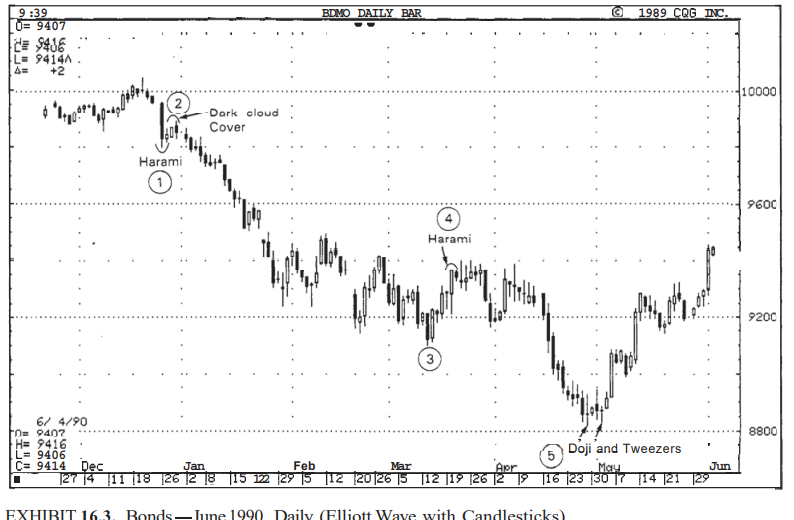 9:39 BDMO DAILY BAR © 1989 CQG INC.
O= 9407
H= 9416
L= 9406
L= 9414A
Δ= +2
10000
2
Dark cloud
Cover
Harami
1
9600
4
Harami
9200
3
6/ 4/90
O= 9407
H= 9416
L= 9406
C= 9414
8800
5 Doji and Tweezers
Dec Jan Feb Mar Apr May Jun
27 4 11 18 26 2 8 15 22 29 5 12 20 26 5 12 19 26 2 9 16 23 30 7 14 21 29
EXHIBIT 16.3. Bonds—June 1990, Daily (Elliott Wave with Candlesticks)